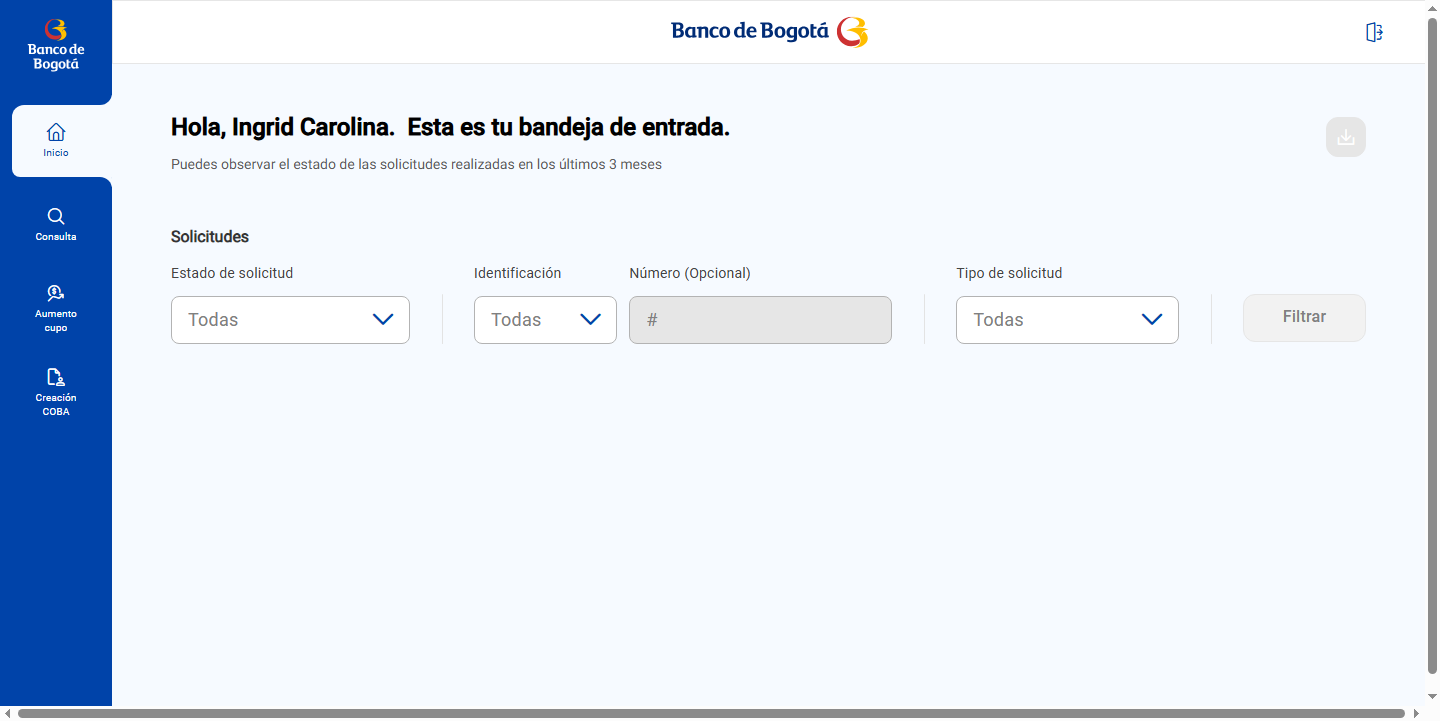 Banco de
Bogotá
Banco de Bogotá
Inicio
Consulta
Aumento
cupo
Creación
COBA
Hola, Ingrid Carolina.  Esta es tu bandeja de entrada.
Puedes observar el estado de las solicitudes realizadas en los últimos 3 meses
Solicitudes
Estado de solicitud
Identificación
Número (Opcional)
Tipo de solicitud
Todas
Todas
#
Todas
Filtrar